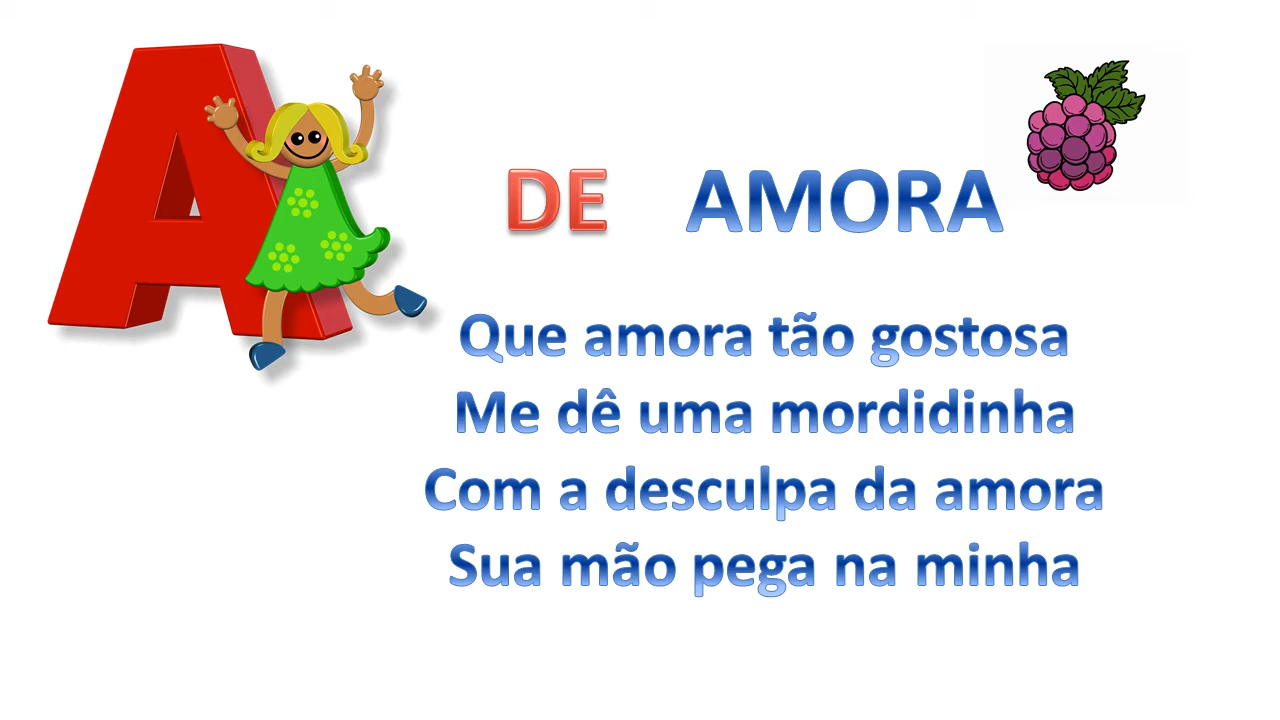 A DE AMORA
Que amora tão gostosa
Me dê uma mordidinha
Com a desculpa da amora
Sua mão pega na minha